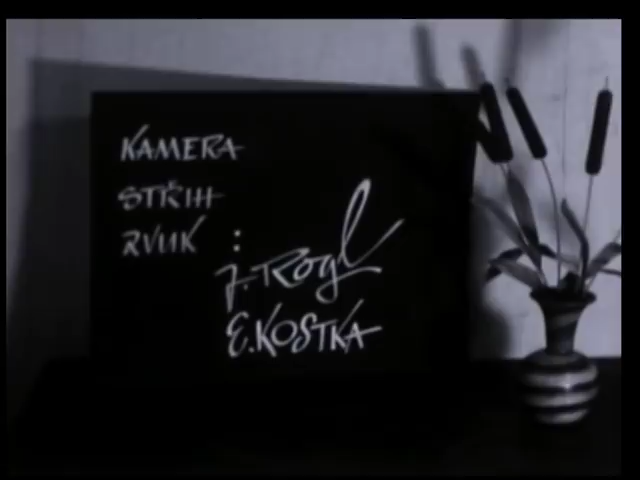 KAMERA
STŘIH
ZVUK :
J. Rogl
E. KOSTKA